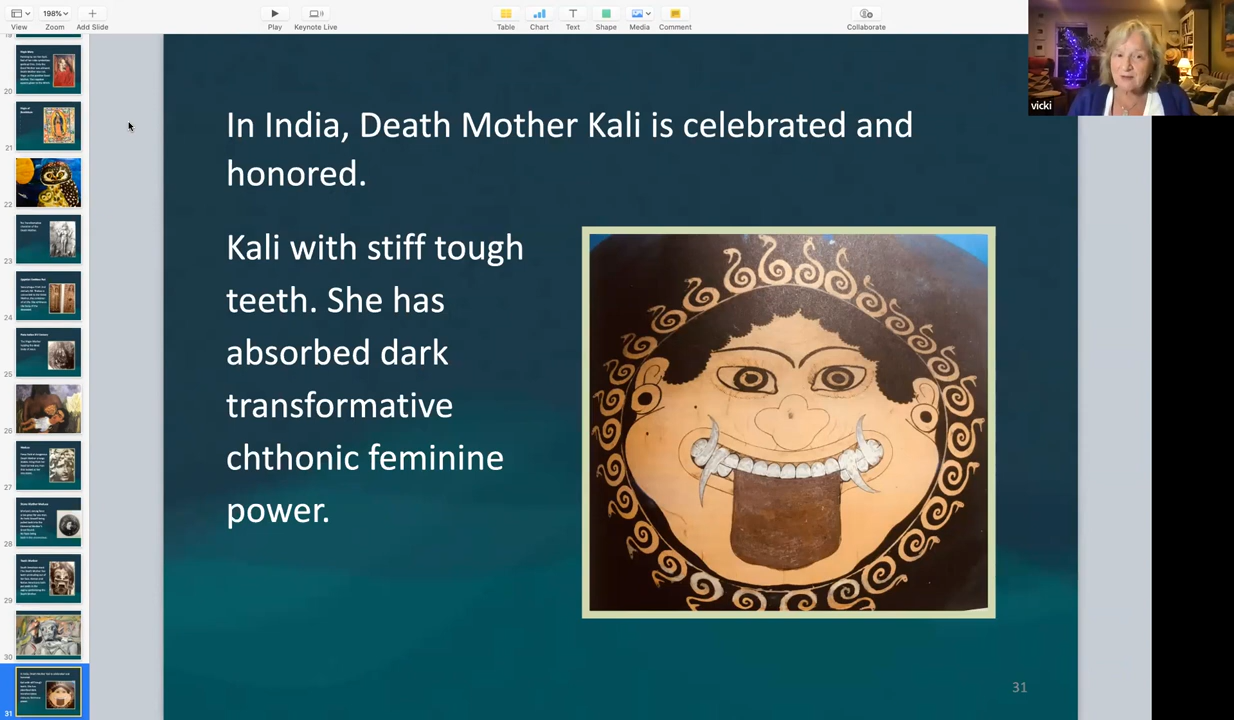 198%
View
Zoom
Add Slide
Play
Keynote Live
Table
Chart
Text
Shape
Media
Comment
Collaborate
vicki
In India, Death Mother Kali is celebrated and
honored.
Kali with stiff tough
teeth. She has
absorbed dark
transformative
chthonic feminine
power.
31
20
21
22
23
24
25
26
27
28
29
30
31